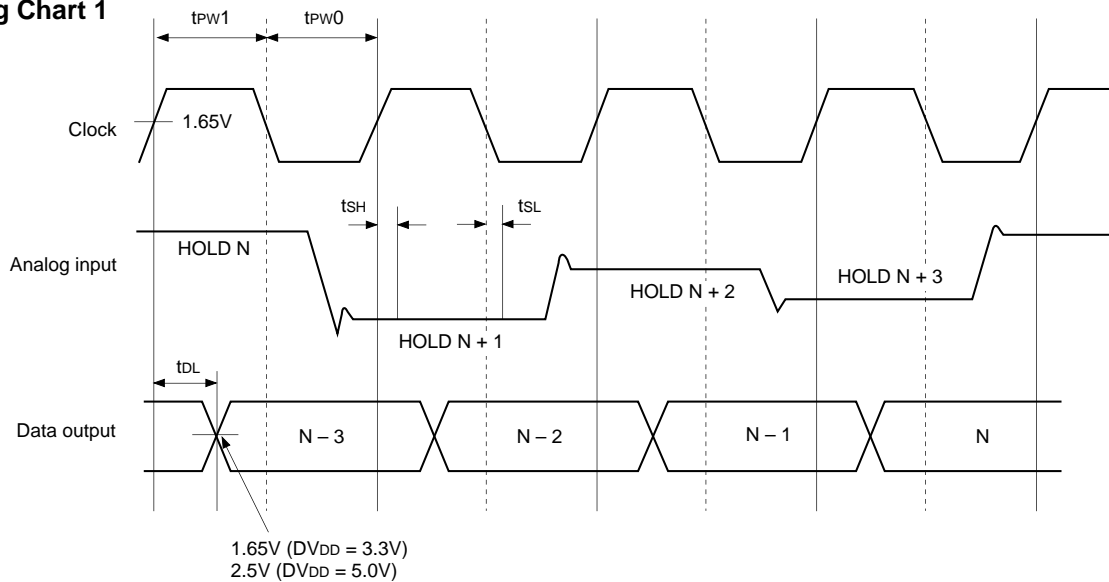 g Chart 1
tPW1 tPW0
Clock
1.65V
tSH tSL
Analog input
HOLD N
HOLD N + 1
HOLD N + 2
HOLD N + 3
tDL
Data output
N – 3 N – 2 N – 1 N
1.65V (DVDD = 3.3V)
2.5V (DVDD = 5.0V)